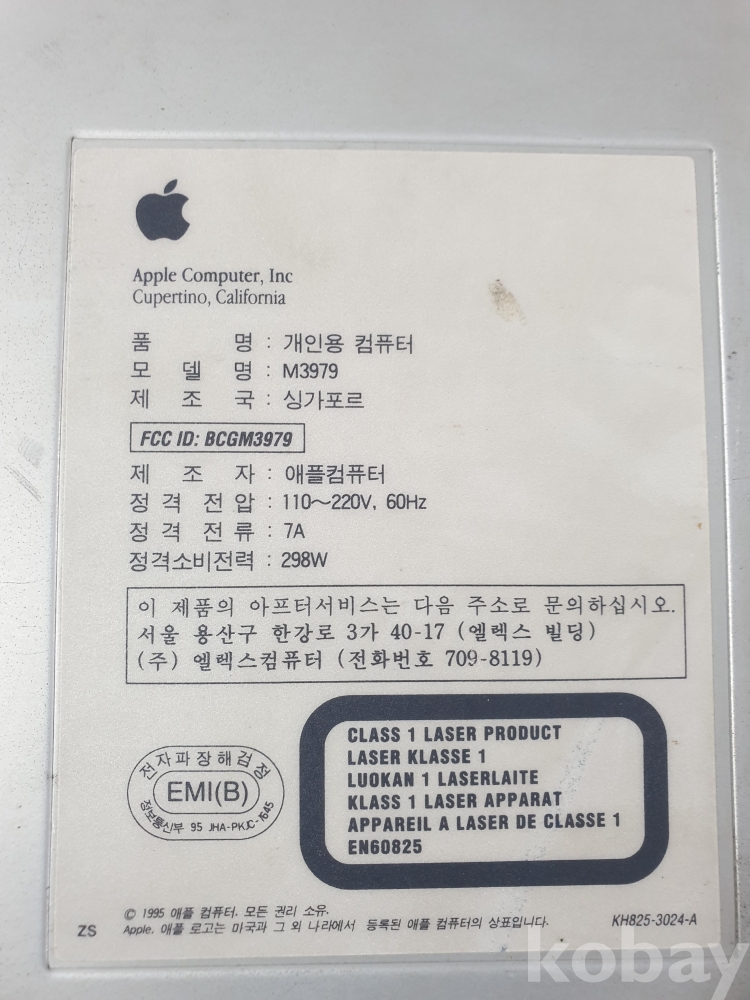 Apple Computer, Inc
Cupertino, California
품 명 : 개인용 컴퓨터
모 델 명 : M3979
제 조 국 : 싱가포르
FCC ID: BCGM3979
제 조 자 : 애플컴퓨터
정 격 전 압 : 110~220V, 60Hz
정 격 전 류 : 7A
정격소비전력 : 298W
이 제품의 아프터서비스는 다음 주소로 문의하십시오.
서울 용산구 한강로 3가 40-17 (엘렉스 빌딩)
(주) 엘렉스컴퓨터 (전화번호 709-8119)
전자파장해검정
EMI(B)
정보통신부 95 JHA-PKJC-1645
CLASS 1 LASER PRODUCT
LASER KLASSE 1
LUOKAN 1 LASERLAITE
KLASS 1 LASER APPARAT
APPAREIL A LASER DE CLASSE 1
EN60825
© 1995 애플 컴퓨터. 모든 권리 소유.
ZS Apple, 애플 로고는 미국과 그 외 나라에서 등록된 애플 컴퓨터의 상표입니다.
KH825-3024-A
kobay